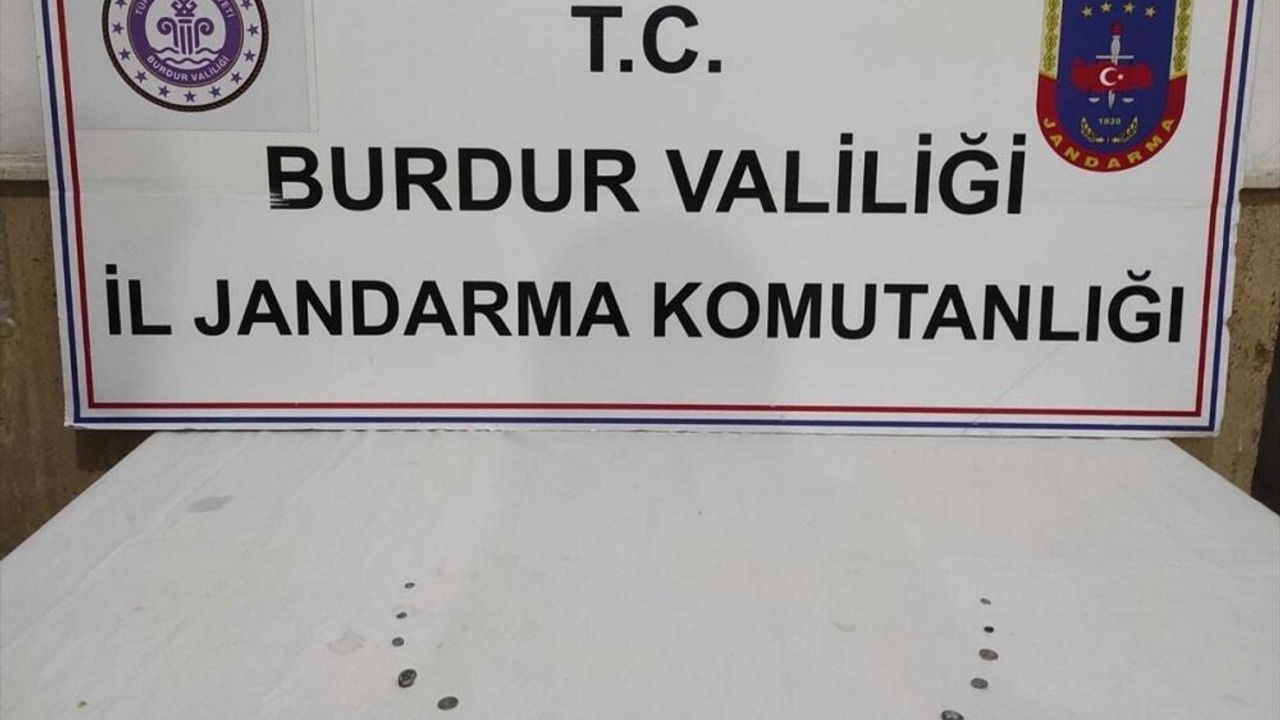 T.C.
BURDUR VALİLİĞİ
İL JANDARMA KOMUTANLIĞI
BURDUR VALİLİĞİ
1839
JANDARMA